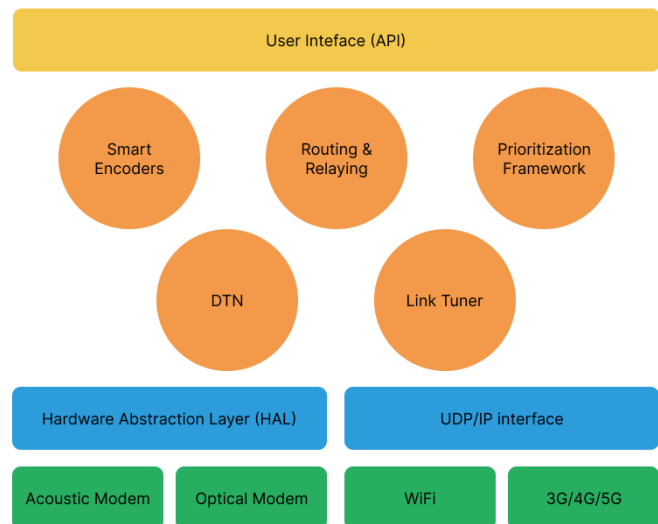 User Inteface (API)
Smart
Encoders
Routing &
Relaying
Prioritization
Framework
DTN
Link Tuner
Hardware Abstraction Layer (HAL)
UDP/IP interface
Acoustic Modem
Optical Modem
WiFi
3G/4G/5G